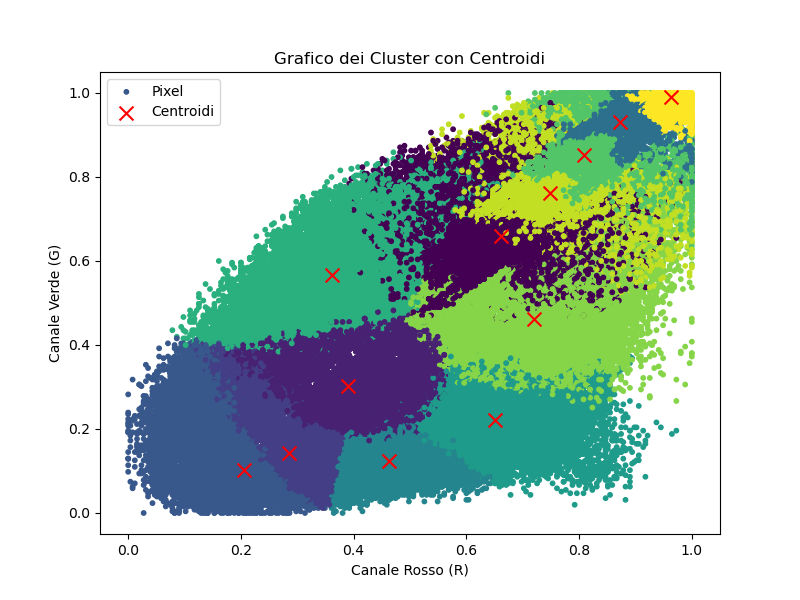 Grafico dei Cluster con Centroidi
Pixel
Centroidi
Canale Verde (G)
1.0
0.8
0.6
0.4
0.2
0.0
0.0 0.2 0.4 0.6 0.8 1.0
Canale Rosso (R)